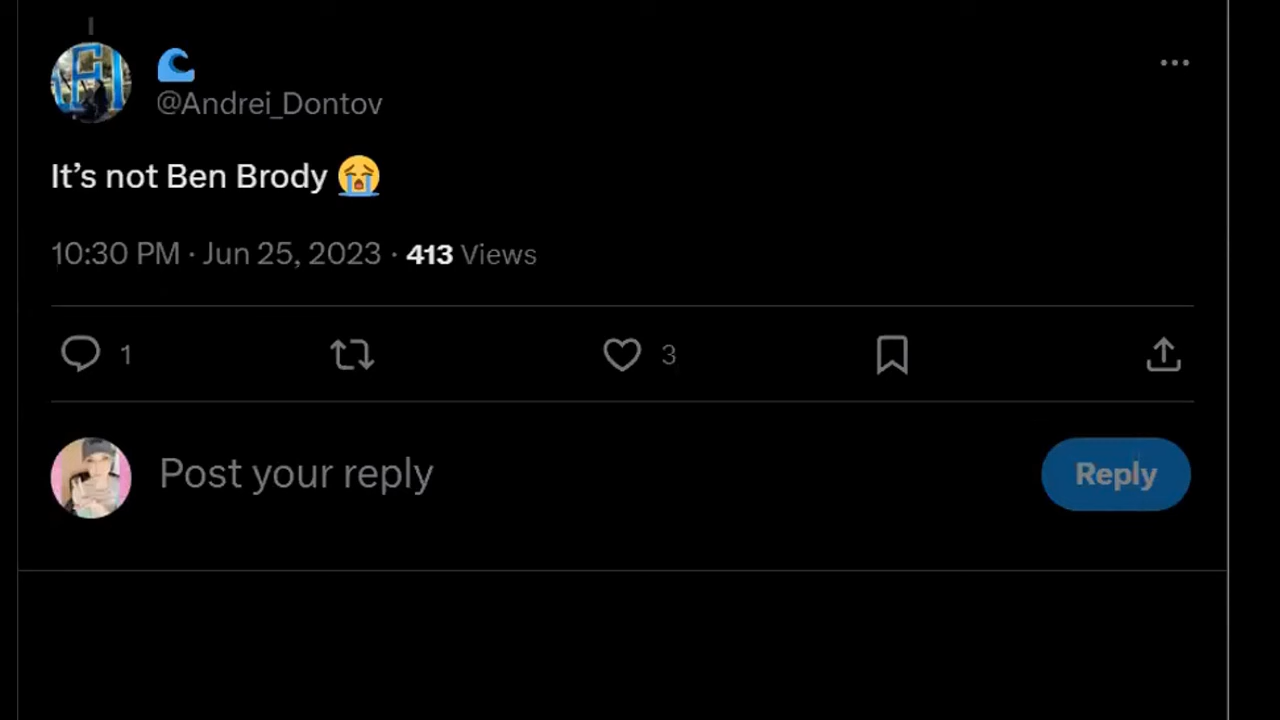 🌊
@Andrei_Dontov
It’s not Ben Brody 😭
10:30 PM · Jun 25, 2023 · 413 Views
1
3
Post your reply
Reply